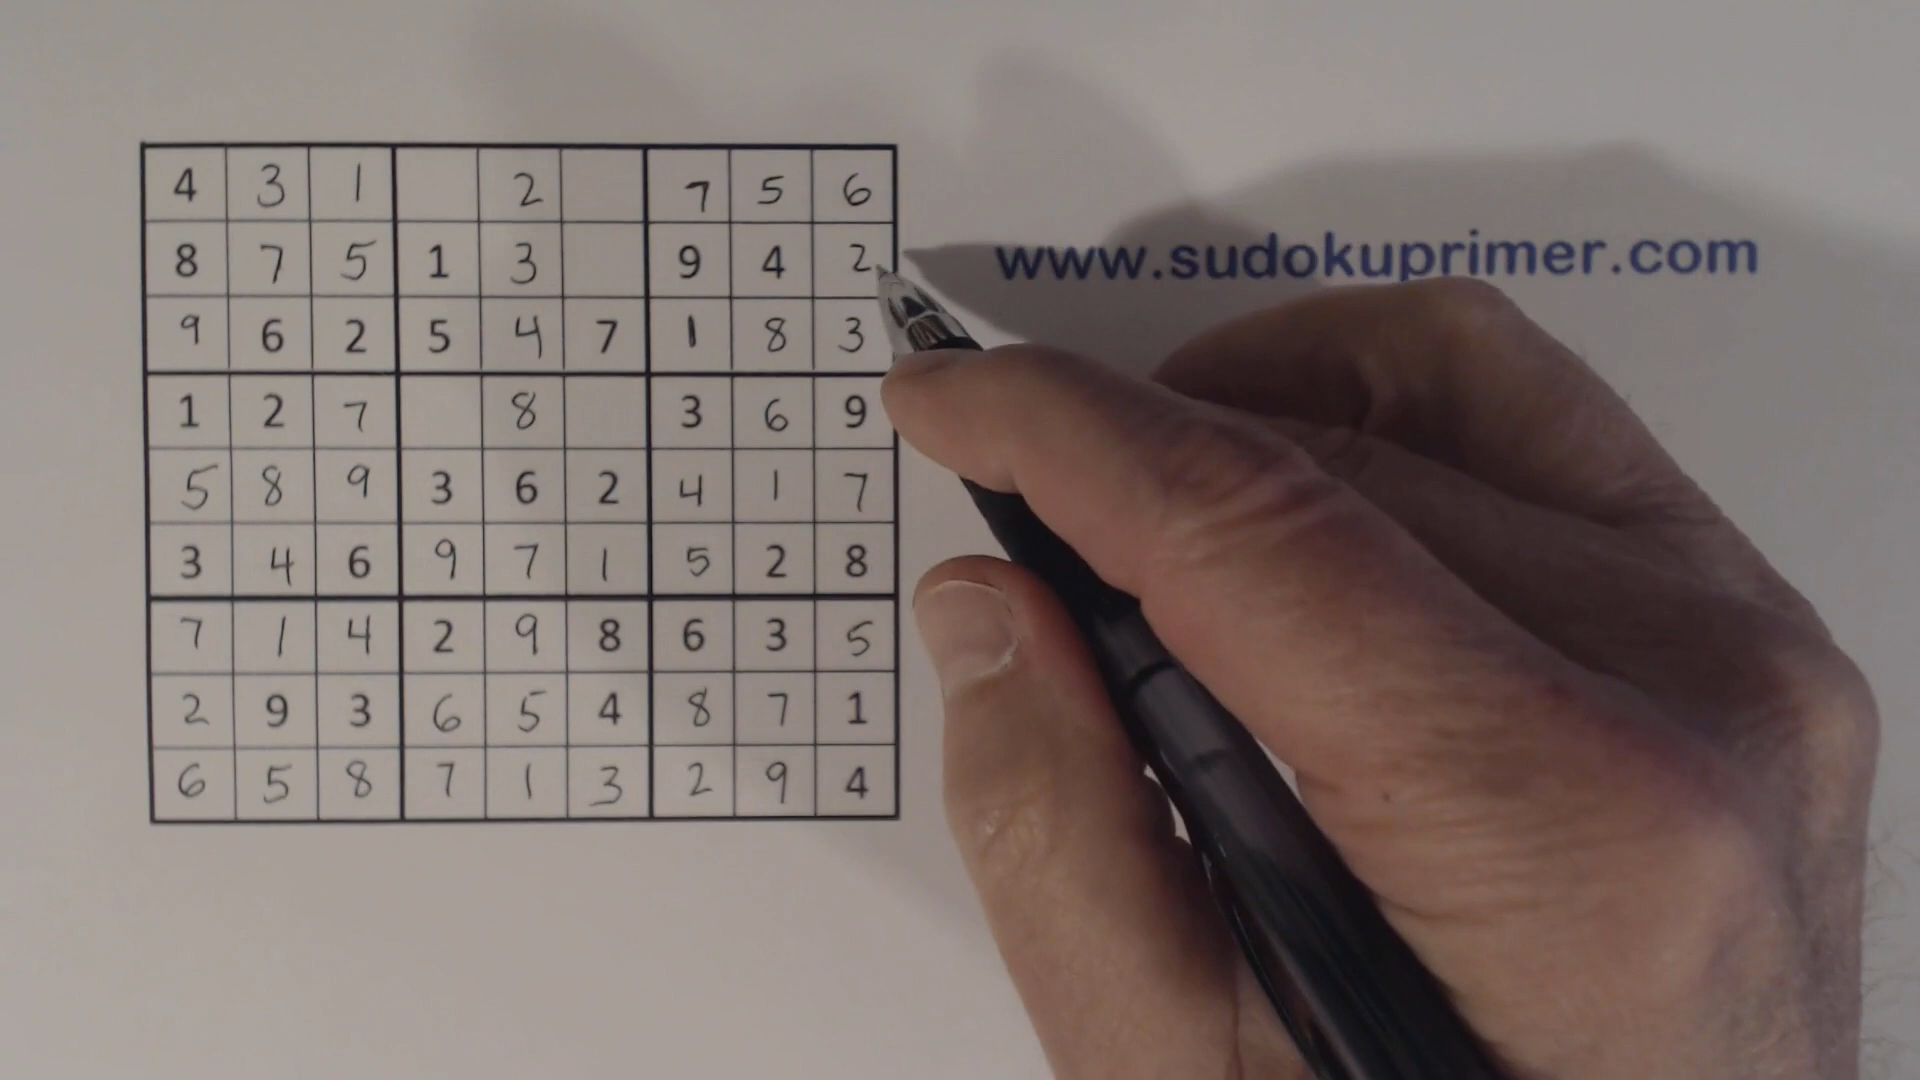 4 3 1 2 7 5 6
8 7 5 1 3 9 4 2
9 6 2 5 4 7 1 8 3
1 2 7 8 3 6 9
5 8 9 3 6 2 4 1 7
3 4 6 9 7 1 5 2 8
7 1 4 2 9 8 6 3 5
2 9 3 6 5 4 8 7 1
6 5 8 7 1 3 2 9 4
www.sudokuprimer.com